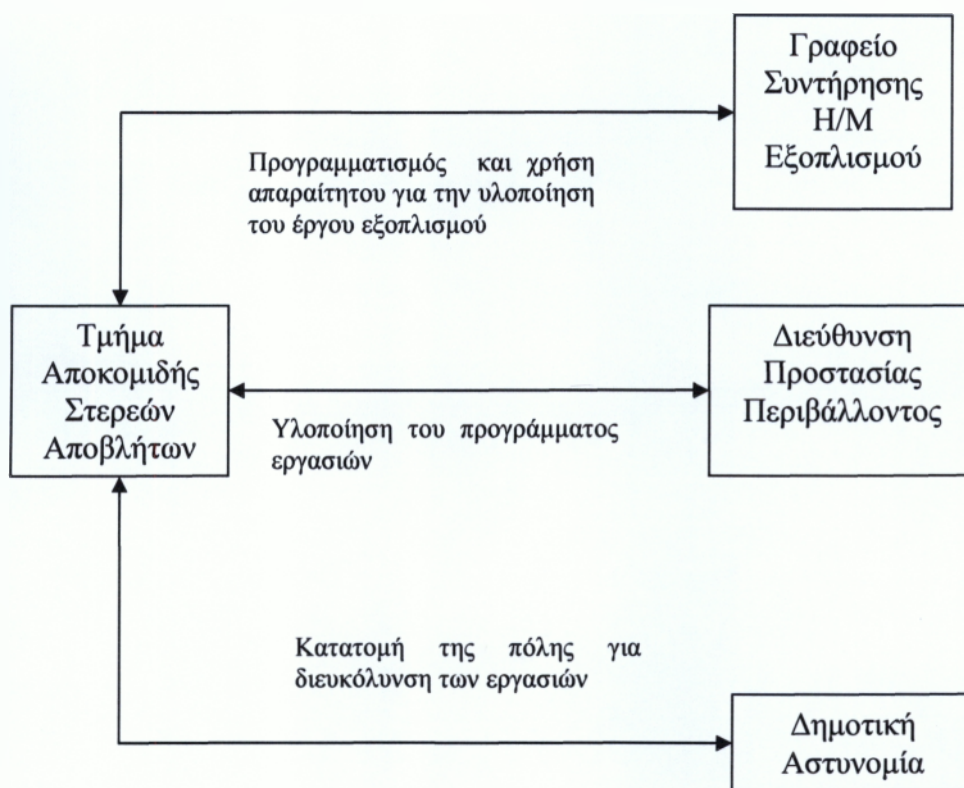 Γραφείο
Συντήρησης
Η/Μ
Εξοπλισμού
Προγραμματισμός και χρήση
απαραίτητου για την υλοποίηση
του έργου εξοπλισμού
Τμήμα
Αποκομιδής
Στερεών
Αποβλήτων
Διεύθυνση
Προστασίας
Περιβάλλοντος
Υλοποίηση του προγράμματος
εργασιών
Κατατομή της πόλης για
διευκόλυνση των εργασιών
Δημοτική
Αστυνομία